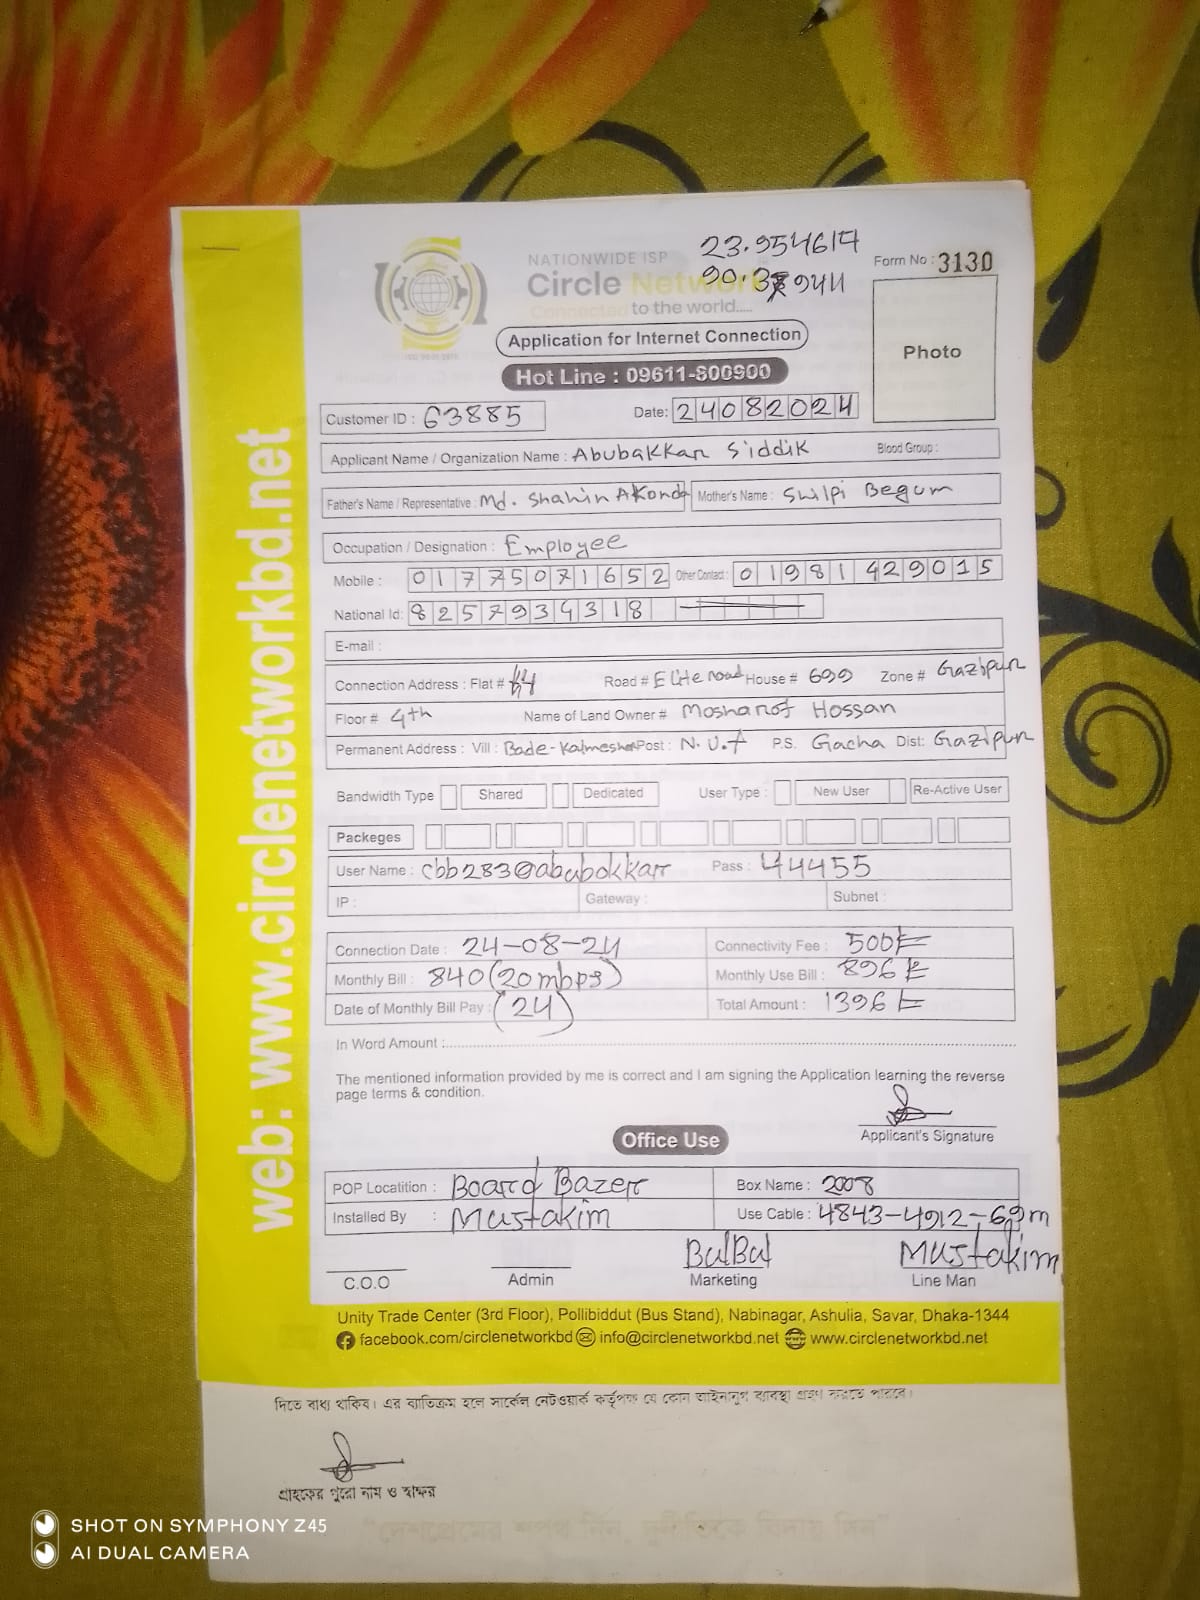 23.954614
NATIONWIDE ISP
Form No : 3130
Circle Network
Connected to the world.....
Application for Internet Connection
Photo
Hot Line : 09611-800900
Customer ID : 63885 Date: 24082024
Applicant Name / Organization Name : Abubakkar Siddik Blood Group :
Father's Name / Representative : Md. Shahin Akonda Mother's Name : Shilpi Begum
Occupation / Designation : Employee
Mobile : 01775071652 Other Contact : 01981429015
National Id: 8257934318
E-mail :
Connection Address : Flat # Road # Elite road House # 699 Zone # Gazipur
Floor # 4th Name of Land Owner # Mosharof Hossan
Permanent Address : Vill : Bade-Kalmeshar Post : N.U.A P.S. Gacha Dist: Gazipur
Bandwidth Type Shared Dedicated User Type : New User Re-Active User
Packeges
User Name : cbb283@abubokkar Pass : 44455
IP : Gateway : Subnet :
Connection Date : 24-08-24 Connectivity Fee : 500
Monthly Bill : 840 (20 mbps) Monthly Use Bill : 896
Date of Monthly Bill Pay : (24) Total Amount : 1396
In Word Amount :
The mentioned information provided by me is correct and I am signing the Application learning the reverse
page terms & condition.
Applicant's Signature
Office Use
POP Locatition : Board Bazer Box Name : 2008
Installed By : Mustakim Use Cable : 4843-4912-69m
BulBul Mustakim
C.O.O Admin Marketing Line Man
Unity Trade Center (3rd Floor), Pollibiddut (Bus Stand), Nabinagar, Ashulia, Savar, Dhaka-1344
facebook.com/circlenetworkbd info@circlenetworkbd.net www.circlenetworkbd.net
web: www.circlenetworkbd.net
দিতে বাধ্য থাকিব। এর ব্যতিক্রম হলে সার্কেল নেটওয়ার্ক কর্তৃপক্ষ যে কোন আইনানুগ ব্যবস্থা গ্রহণ করতে পারবে।
গ্রাহকের পুরো নাম ও স্বাক্ষর
SHOT ON SYMPHONY Z45
AI DUAL CAMERA